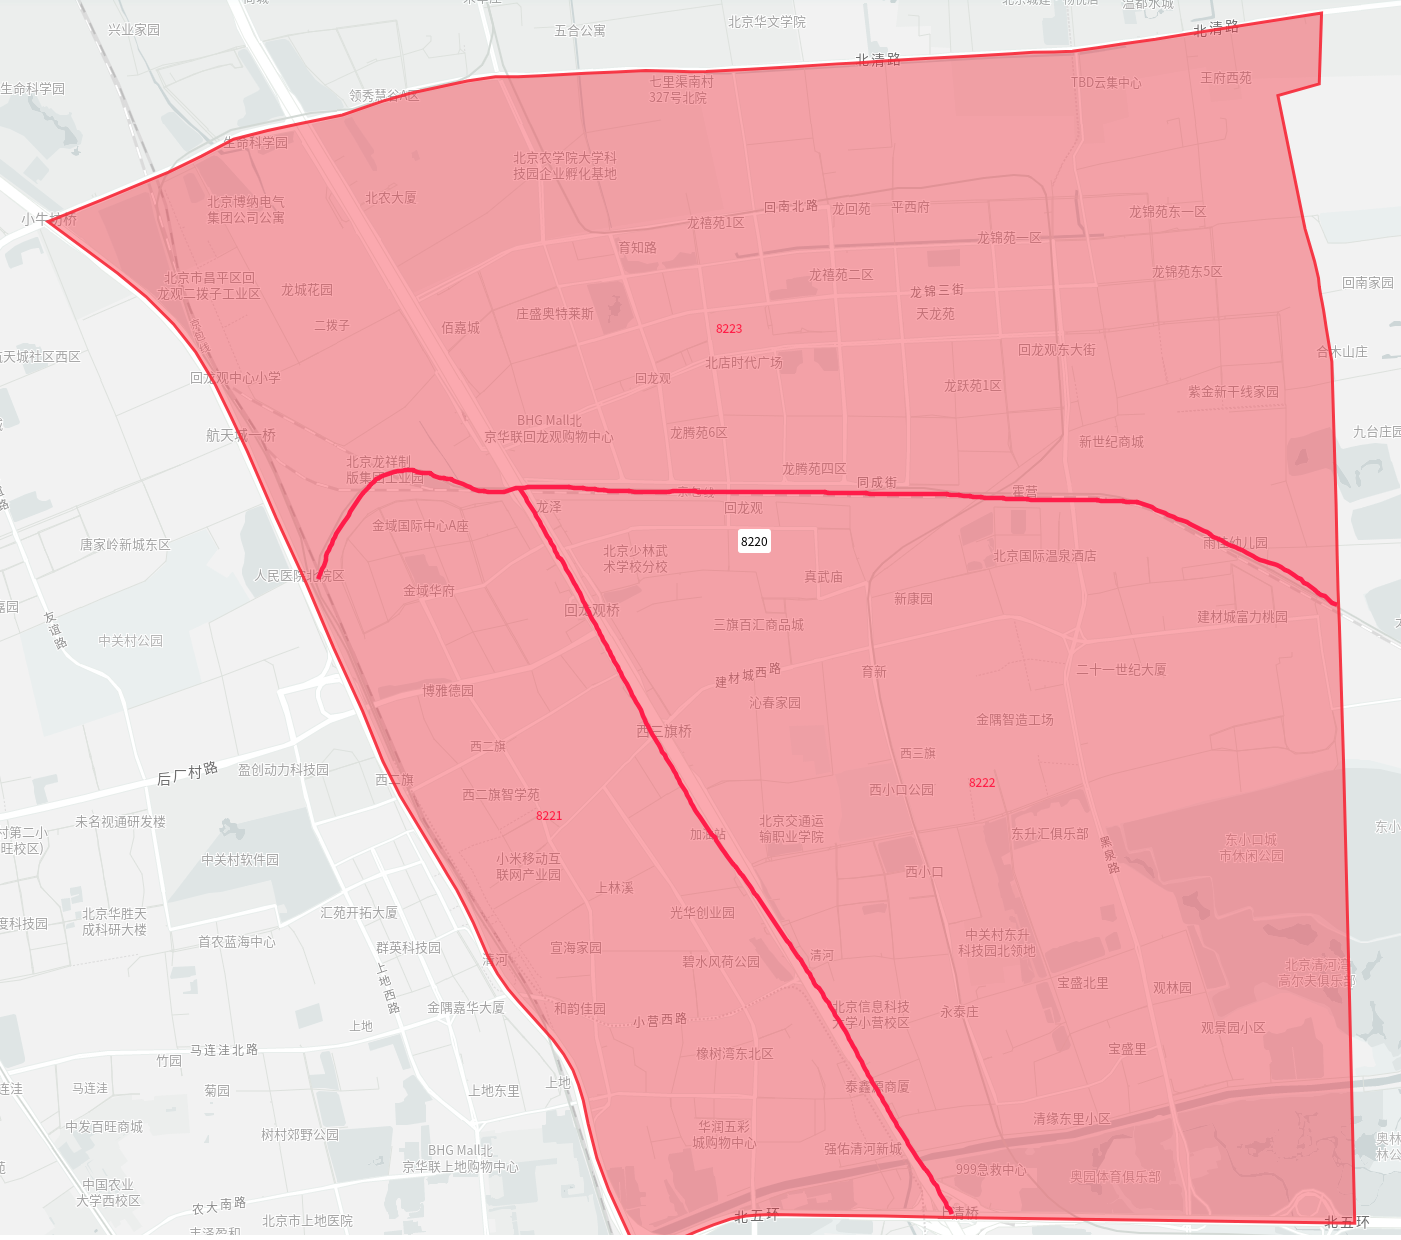 兴业家园
五合公寓
北京华文学院
温都水城
北清路
北清路
生命科学园
领秀慧谷A区
七里渠南村
327号北院
TBD云集中心
王府西苑
生命科学园
北京农学院大学科
技园企业孵化基地
北农大厦
北京博纳电气
集团公司公寓
小牛坊桥
回南北路
龙回苑
平西府
龙锦苑东一区
龙禧苑1区
育知路
龙锦苑一区
北京市昌平区回
龙观二拨子工业区
龙城花园
龙禧苑二区
龙锦苑东5区
回南家园
龙锦三街
天龙苑
庄盛奥特莱斯
佰嘉城
二拨子
8223
航天城社区西区
北店时代广场
回龙观东大街
合木山庄
回龙观中心小学
回龙观
龙跃苑1区
紫金新干线家园
BHG Mall北
京华联回龙观购物中心
龙腾苑6区
航天城一桥
新世纪商城
九台庄园
北京龙祥制
版集团工业园
龙腾苑四区
同成街
霍营
龙泽
回龙观
金域国际中心A座
8220
唐家岭新城东区
北京少林武
术学校分校
北京国际温泉酒店
雨佳幼儿园
人民医院北院区
真武庙
金域华府
新康园
回龙观桥
三旗百汇商品城
建材城富力桃园
友谊路
中关村公园
建材城西路
育新
二十一世纪大厦
博雅德园
沁春家园
金隅智造工场
西三旗桥
西二旗
西三旗
后厂村路
盈创动力科技园
西二旗
西二旗智学苑
西小口公园
8222
8221
未名视通研发楼
北京交通运
输职业学院
加油站
东升汇俱乐部
黑泉路
东小口城
市休闲公园
村第二小
旺校区)
中关村软件园
小米移动互
联网产业园
西小口
上林溪
北京华胜天
成科研大楼
汇苑开拓大厦
光华创业园
度科技园
首农蓝海中心
群英科技园
宣海家园
清河
碧水风荷公园
清河
中关村东升
科技园北领地
上地西路
宝盛北里
观林园
北京清河湾
高尔夫俱乐部
金隅嘉华大厦
和韵佳园
小营西路
北京信息科技
大学小营校区
永泰庄
观景园小区
上地
马连洼北路
竹园
橡树湾东北区
宝盛里
马连洼
菊园
上地东里
上地
泰鑫源商厦
中发百旺商城
树村郊野公园
华润五彩
城购物中心
清缘东里小区
强佑清河新城
BHG Mall北
京华联上地购物中心
999急救中心
奥园体育俱乐部
中国农业
大学西校区
农大南路
北京市上地医院
北五环
上清桥
北五环